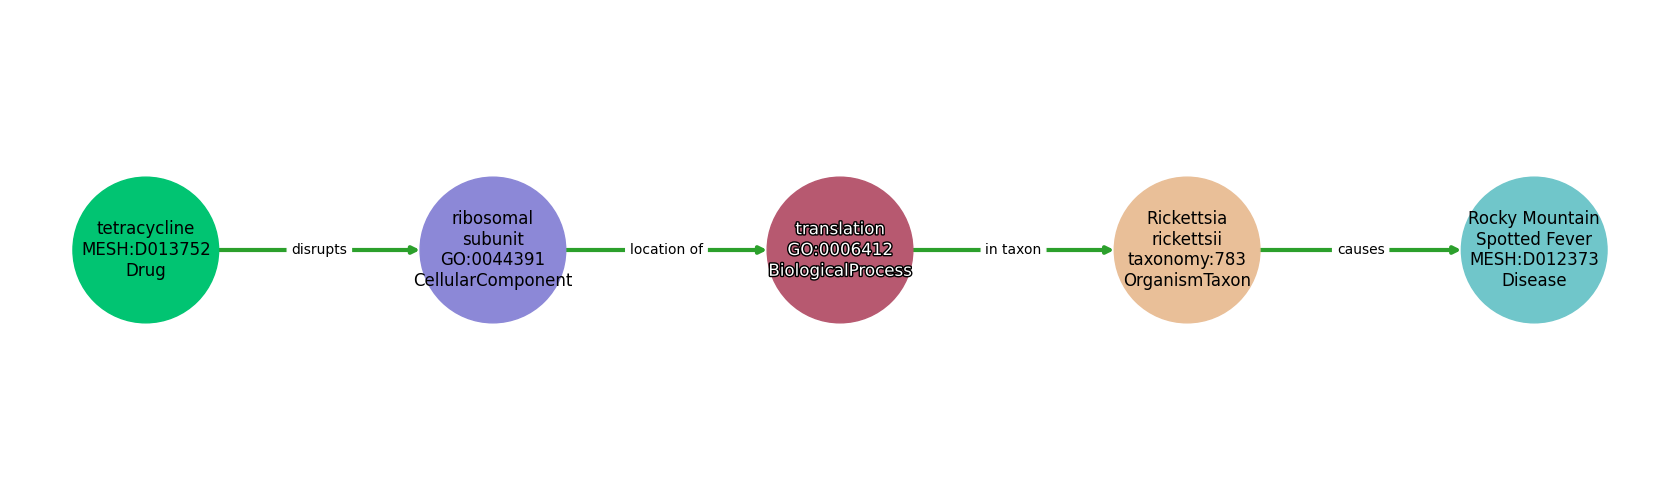 tetracycline
MESH:D013752
Drug
disrupts
ribosomal
subunit
GO:0044391
CellularComponent
location of
translation
GO:0006412
BiologicalProcess
in taxon
Rickettsia
rickettsii
taxonomy:783
OrganismTaxon
causes
Rocky Mountain
Spotted Fever
MESH:D012373
Disease